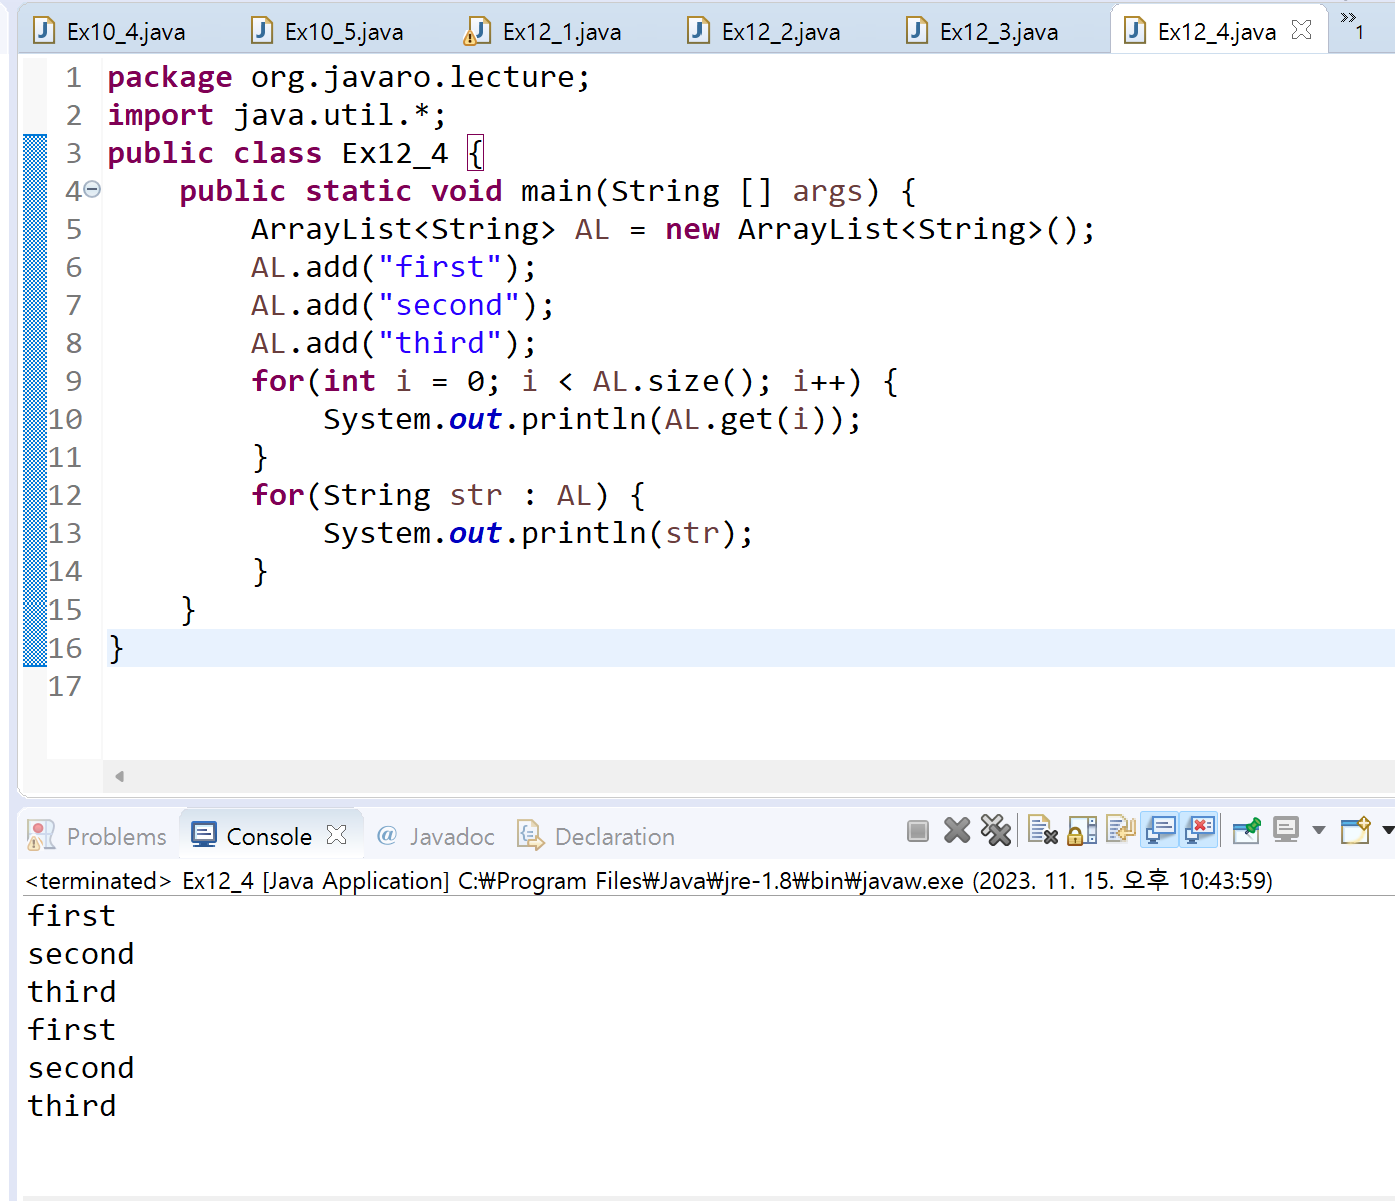 Ex10_4.java Ex10_5.java Ex12_1.java Ex12_2.java Ex12_3.java Ex12_4.java »1
1 package org.javaro.lecture;
2 import java.util.*;
3 public class Ex12_4 {
4 public static void main(String [] args) {
5 ArrayList<String> AL = new ArrayList<String>();
6 AL.add("first");
7 AL.add("second");
8 AL.add("third");
9 for(int i = 0; i < AL.size(); i++) {
10 System.out.println(AL.get(i));
11 }
12 for(String str : AL) {
13 System.out.println(str);
14 }
15 }
16 }
17
Problems Console @ Javadoc Declaration
<terminated> Ex12_4 [Java Application] C:₩Program Files₩Java₩jre-1.8₩bin₩javaw.exe (2023. 11. 15. 오후 10:43:59)
first
second
third
first
second
third